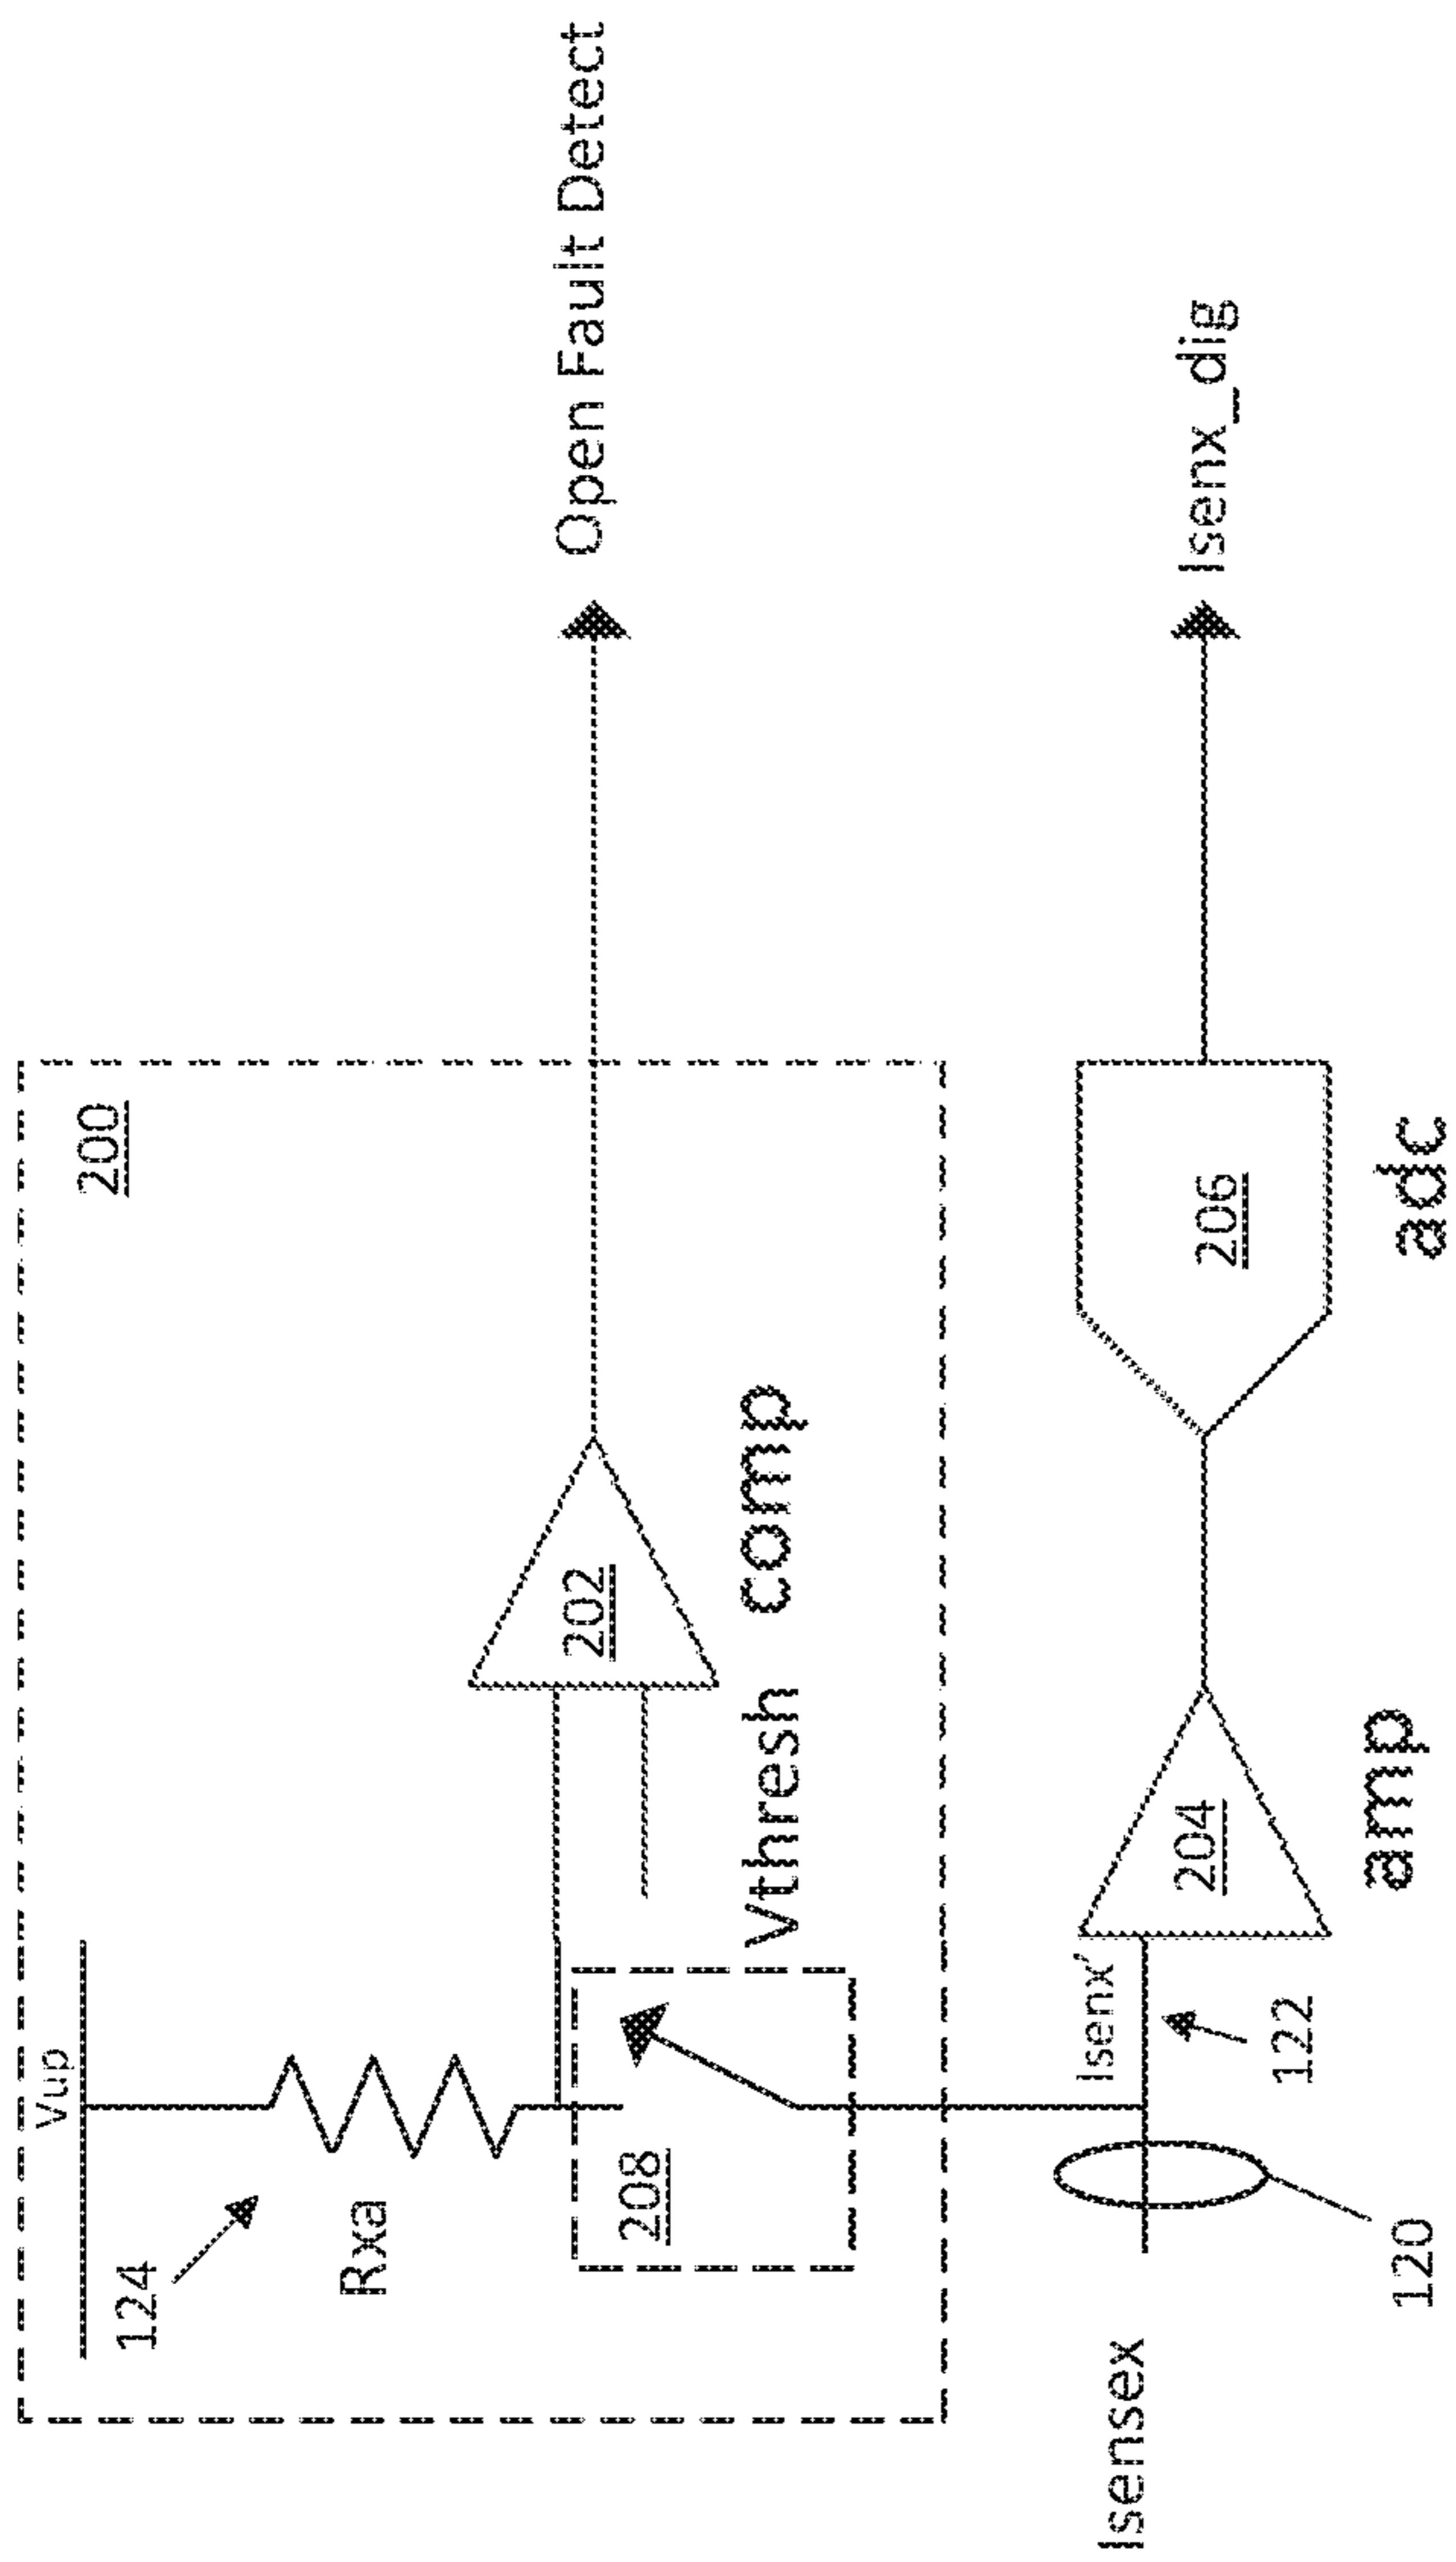 Vup
200
124
Rxa
202
Open Fault Detect
208
Vthresh
comp
Isensex
Isenx'
204
206
Isenx_dig
122
120
amp
adc